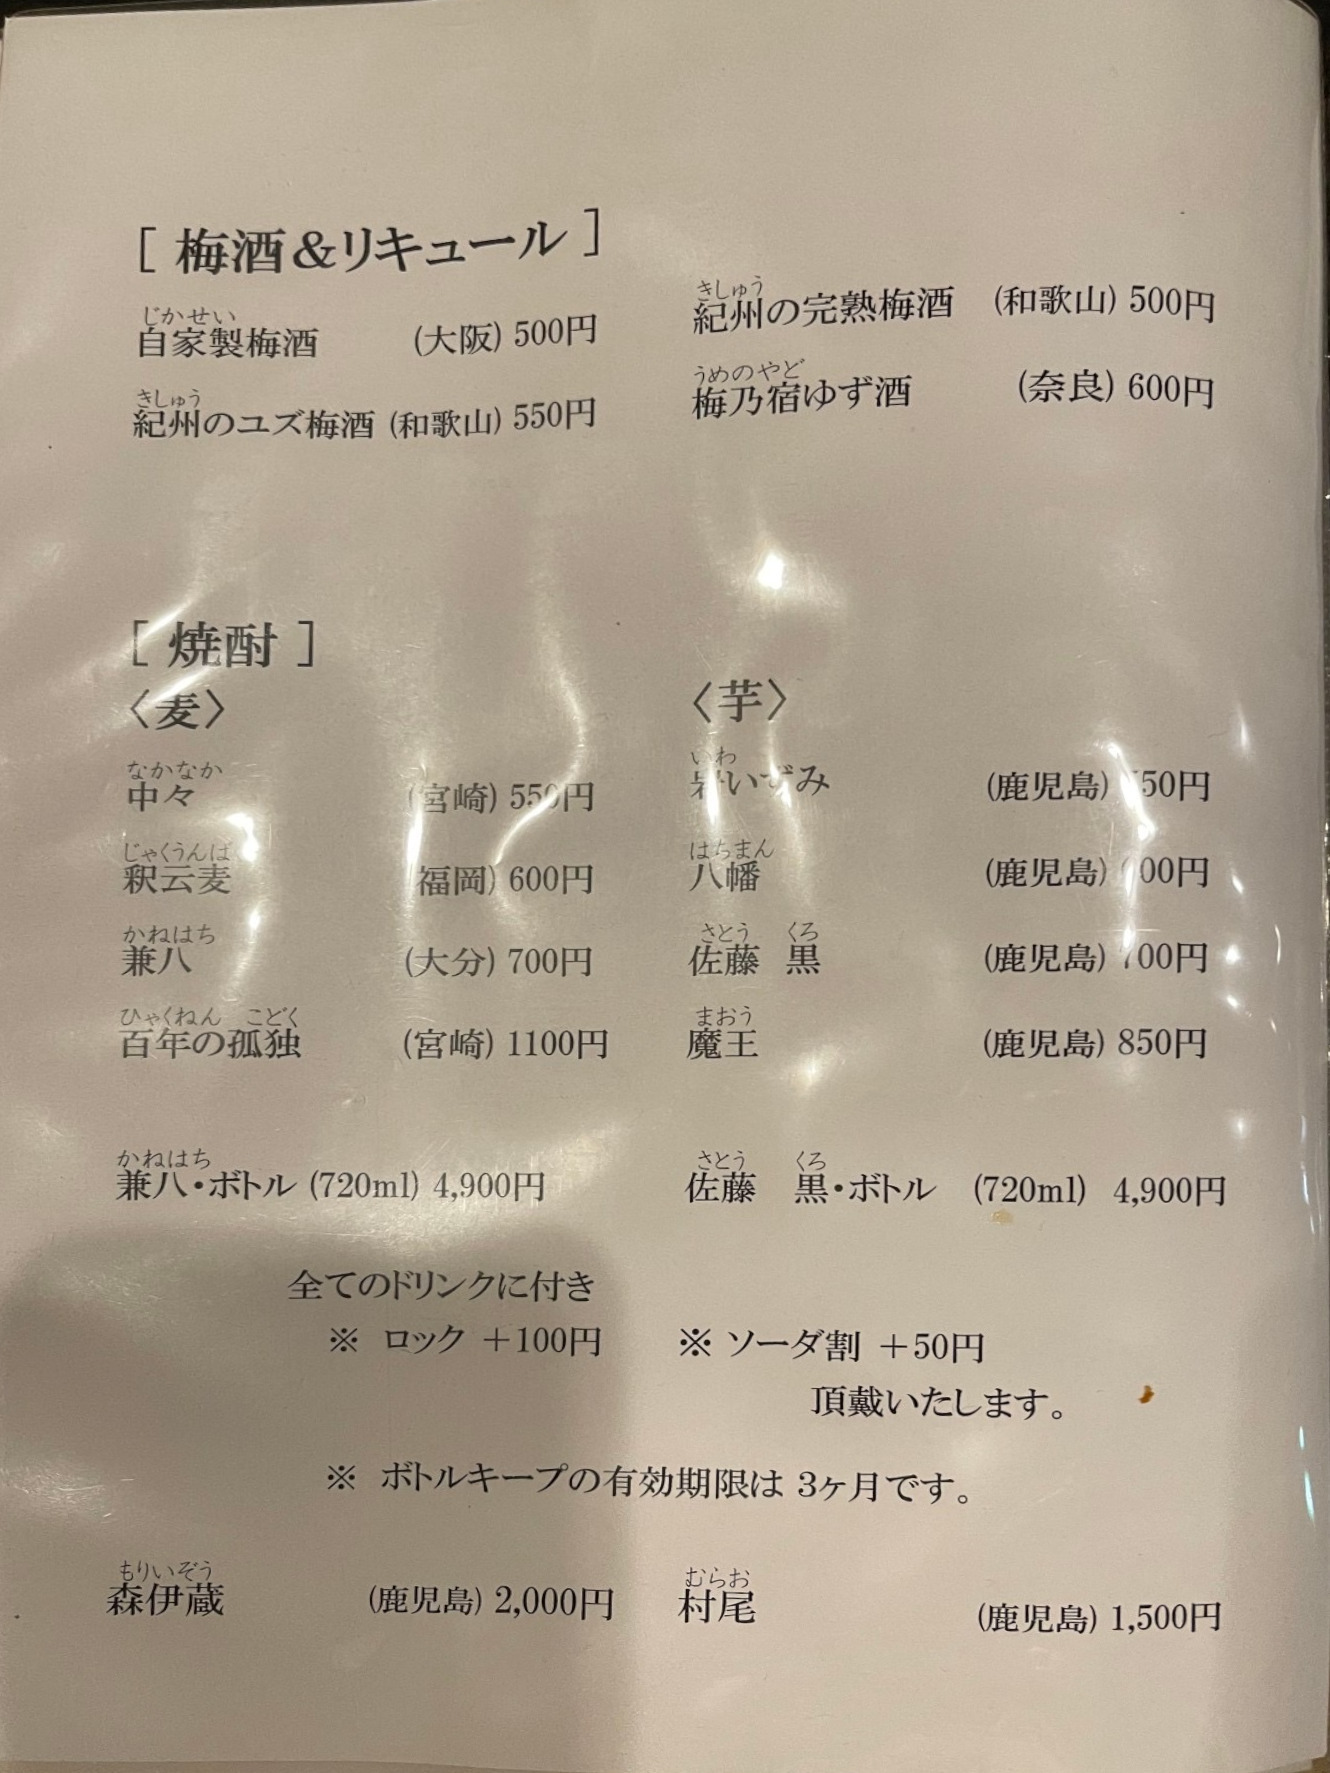 [ 梅酒&リキュール ]
じかせい
自家製梅酒 (大阪) 500円
きしゅう
紀州のユズ梅酒 (和歌山) 550円
きしゅう
紀州の完熟梅酒 (和歌山) 500円
うめのやど
梅乃宿ゆず酒 (奈良) 600円
[ 焼酎 ]
〈麦〉
なかなか
中々 (宮崎) 550円
じゃくうんば
釈云麦 (福岡) 600円
かねはち
兼八 (大分) 700円
ひゃくねん こどく
百年の孤独 (宮崎) 1100円
かねはち
兼八・ボトル (720ml) 4,900円
〈芋〉
いわ
岩いずみ (鹿児島)
はちまん
八幡 (鹿児島)
さとう くろ
佐藤 黒 (鹿児島) 700円
まおう
魔王 (鹿児島) 850円
さとう くろ
佐藤 黒・ボトル (720ml) 4,900円
全てのドリンクに付き
※ ロック +100円 ※ ソーダ割 +50円
頂戴いたします。
※ ボトルキープの有効期限は 3ヶ月です。
もりいぞう
森伊蔵 (鹿児島) 2,000円
むらお
村尾 (鹿児島) 1,500円